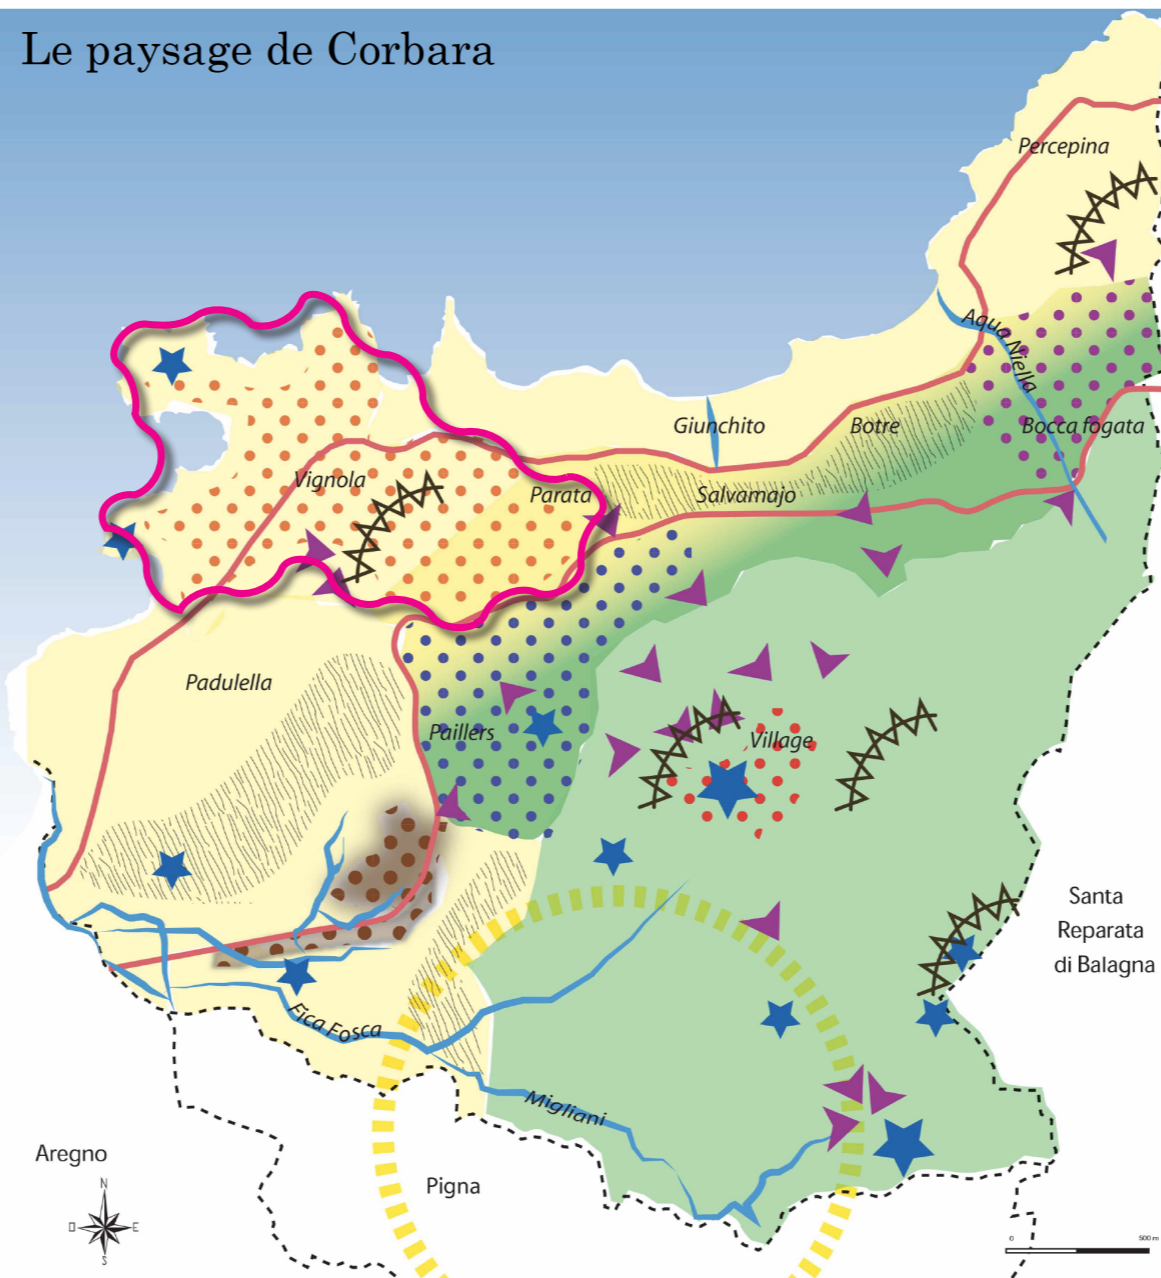 Le paysage de Corbara
Percepina
Aqua Niella
Giunchito
Botre
Bocca fogata
Vignola
Parata
Salvamajo
Padulella
Paillers
Village
Santa
Reparata
di Balagna
Fica Fosca
Migliani
Aregno
Pigna
N
O
E
S
0
500 m